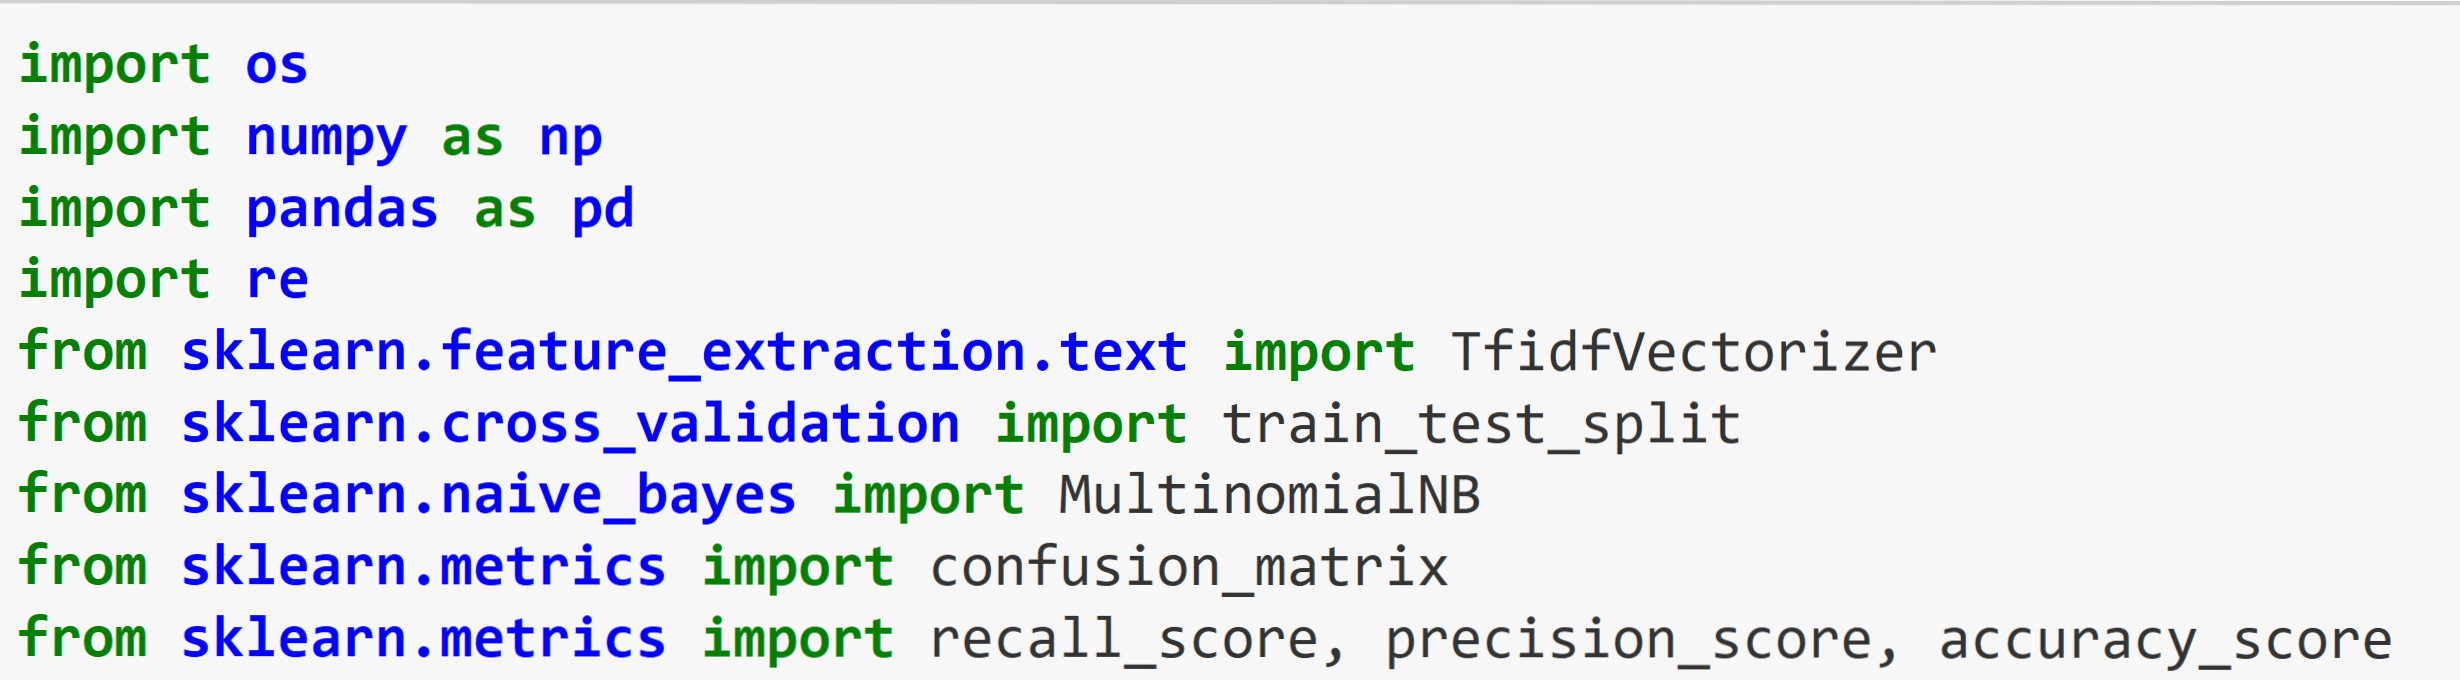 import os
import numpy as np
import pandas as pd
import re
from sklearn.feature_extraction.text import TfidfVectorizer
from sklearn.cross_validation import train_test_split
from sklearn.naive_bayes import MultinomialNB
from sklearn.metrics import confusion_matrix
from sklearn.metrics import recall_score, precision_score, accuracy_score